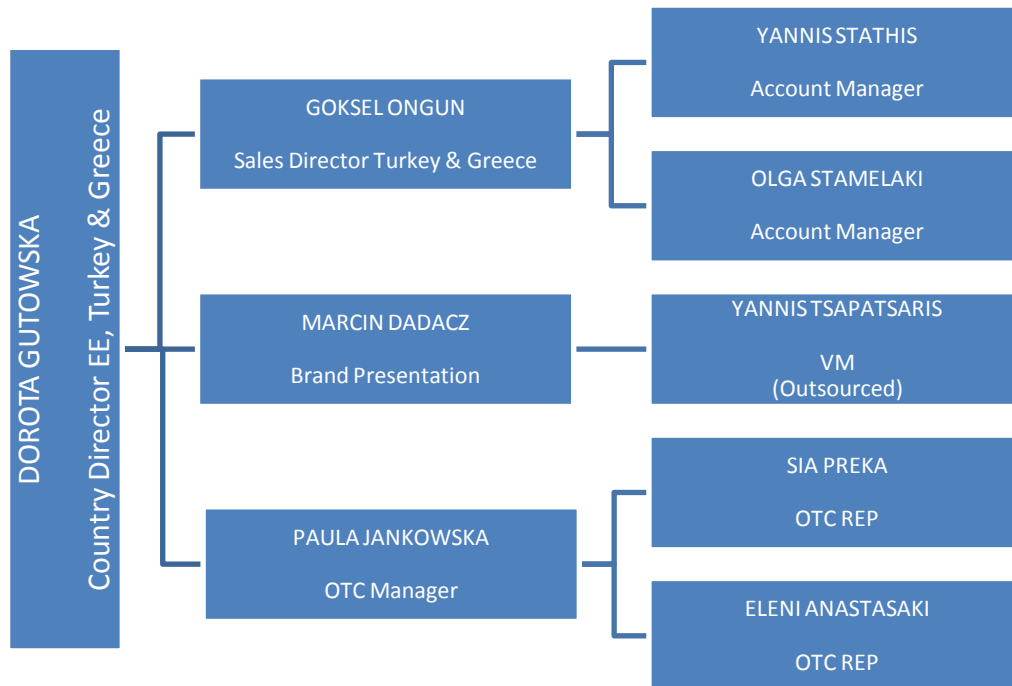 DOROTA GUTOWSKA
Country Director EE, Turkey & Greece
GOKSEL ONGUN
Sales Director Turkey & Greece
YANNIS STATHIS
Account Manager
OLGA STAMELAKI
Account Manager
MARCIN DADACZ
Brand Presentation
YANNIS TSAPATSARIS
VM
(Outsourced)
PAULA JANKOWSKA
OTC Manager
SIA PREKA
OTC REP
ELENI ANASTASAKI
OTC REP